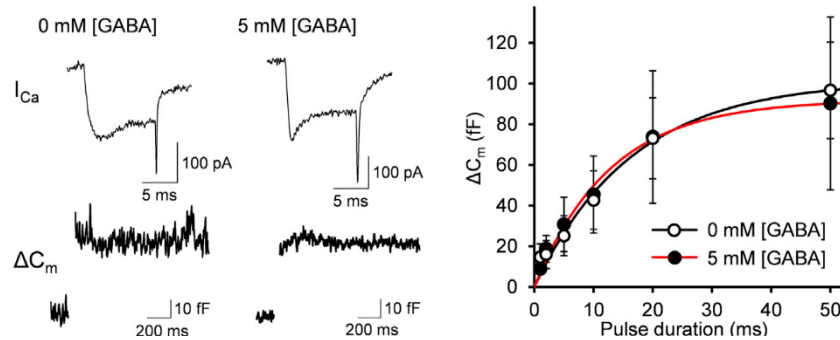 0 mM [GABA]
5 mM [GABA]
I_Ca
100 pA
5 ms
100 pA
5 ms
ΔC_m
10 fF
200 ms
10 fF
200 ms
120
100
80
60
40
20
0
ΔC_m (fF)
0 mM [GABA]
5 mM [GABA]
0 10 20 30 40 50
Pulse duration (ms)